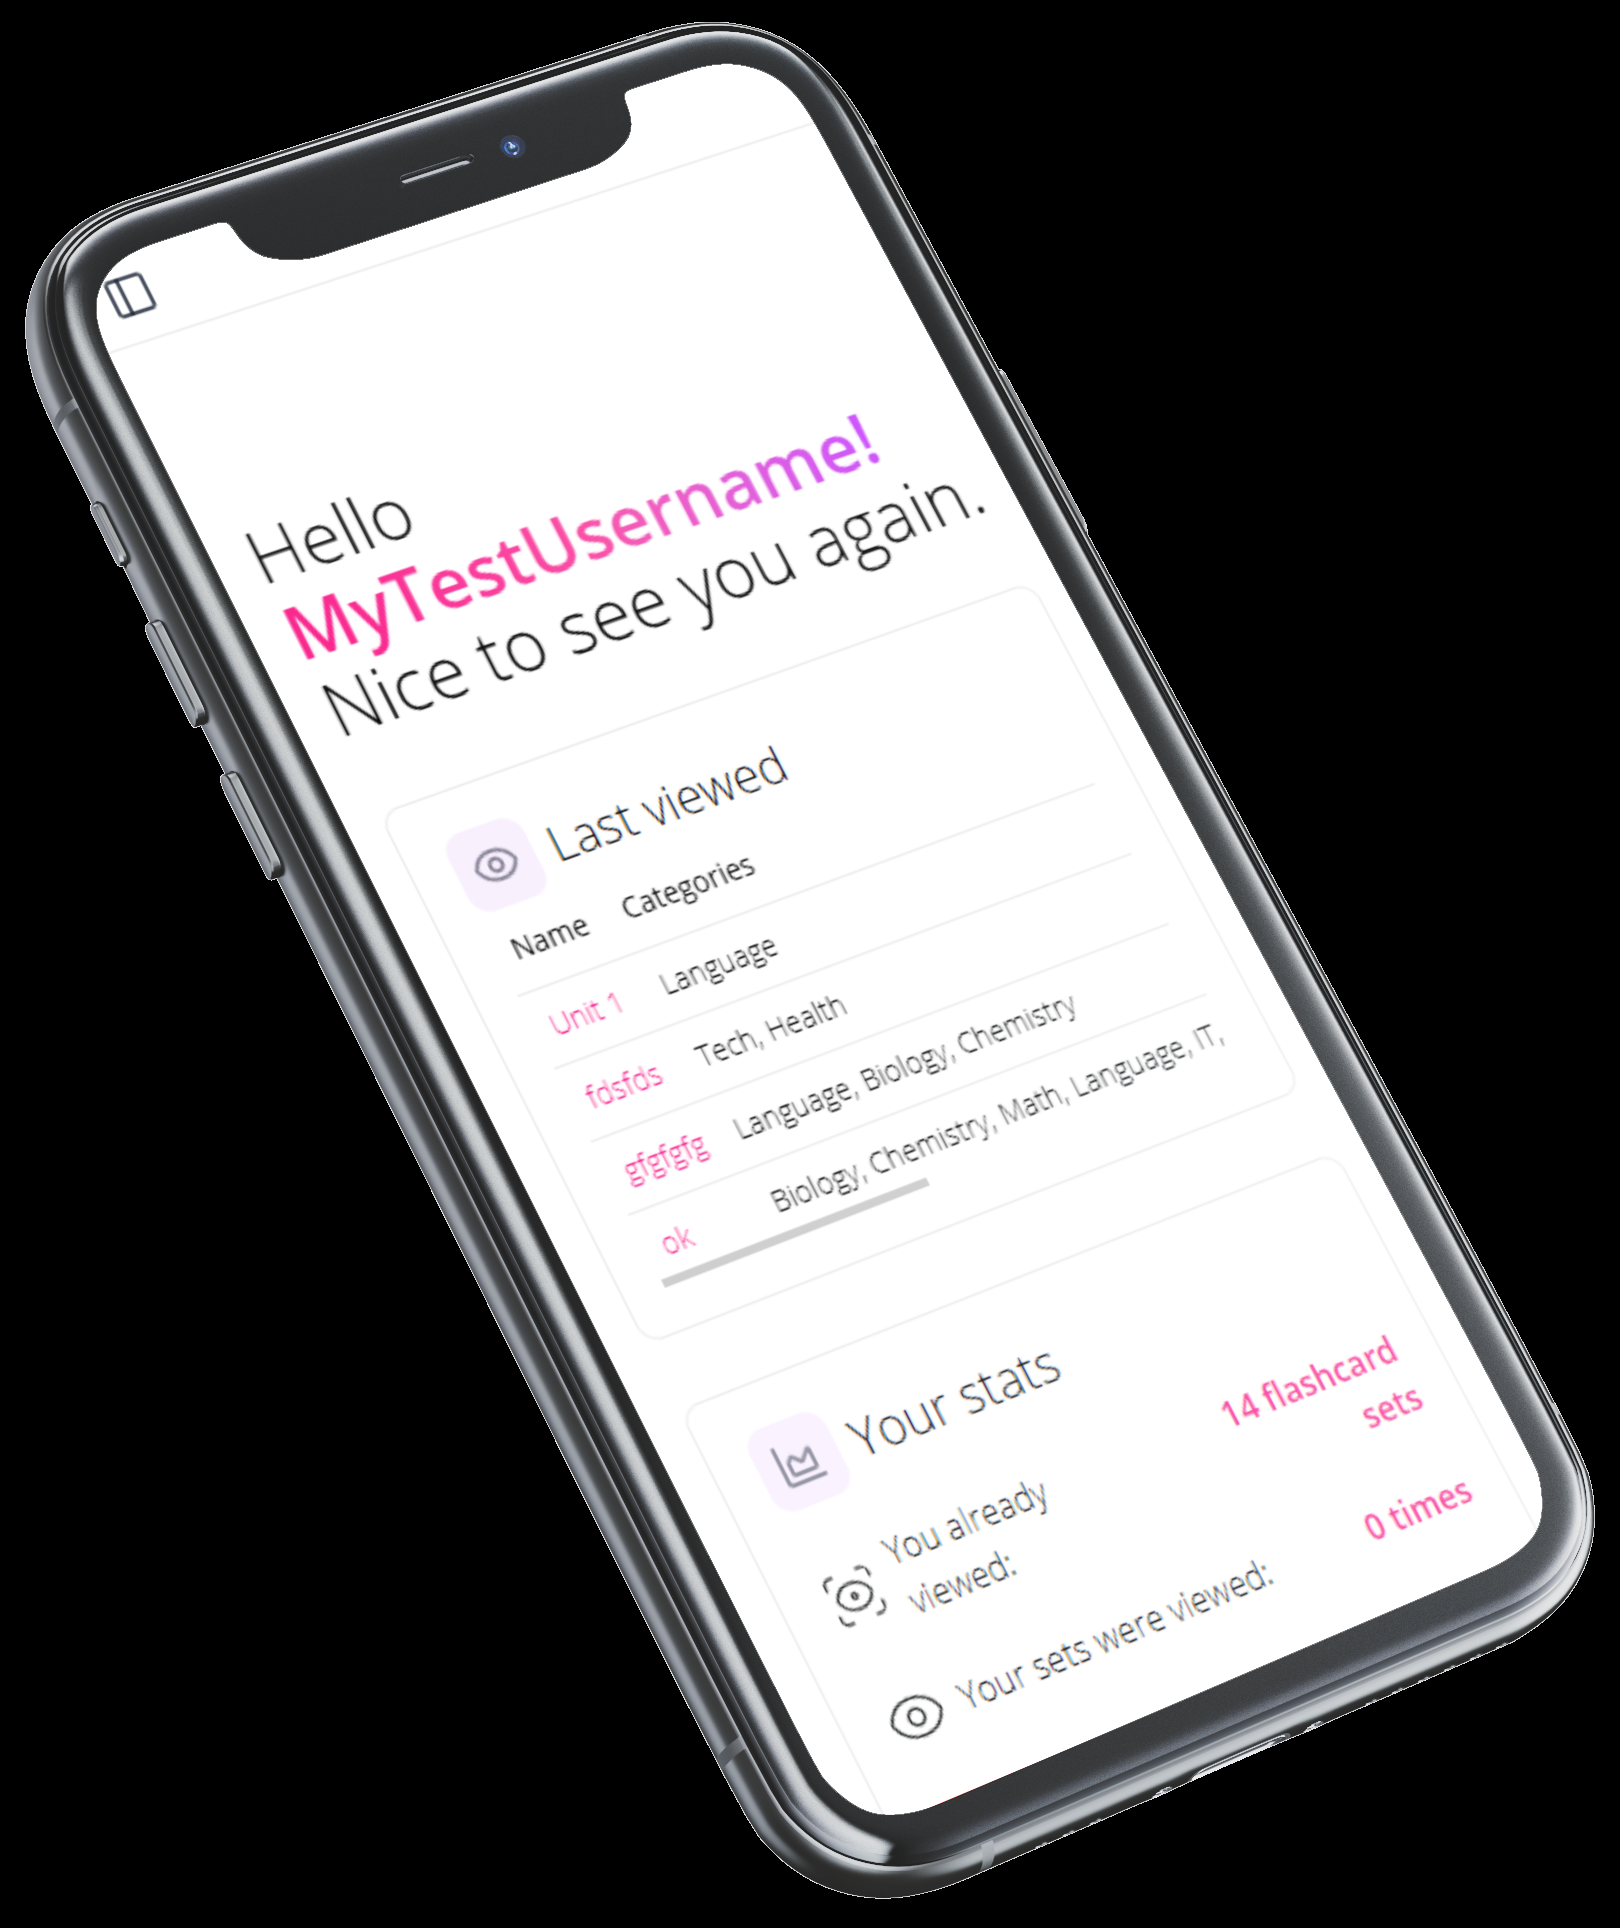 Hello
MyTestUsername!
Nice to see you again.
Last viewed
Name Categories
Unit 1 Language
fdsfds Tech, Health
gfgfgfg Language, Biology, Chemistry
ok Biology, Chemistry, Math, Language, IT,
Your stats
You already
viewed:
14 flashcard
sets
Your sets were viewed:
0 times